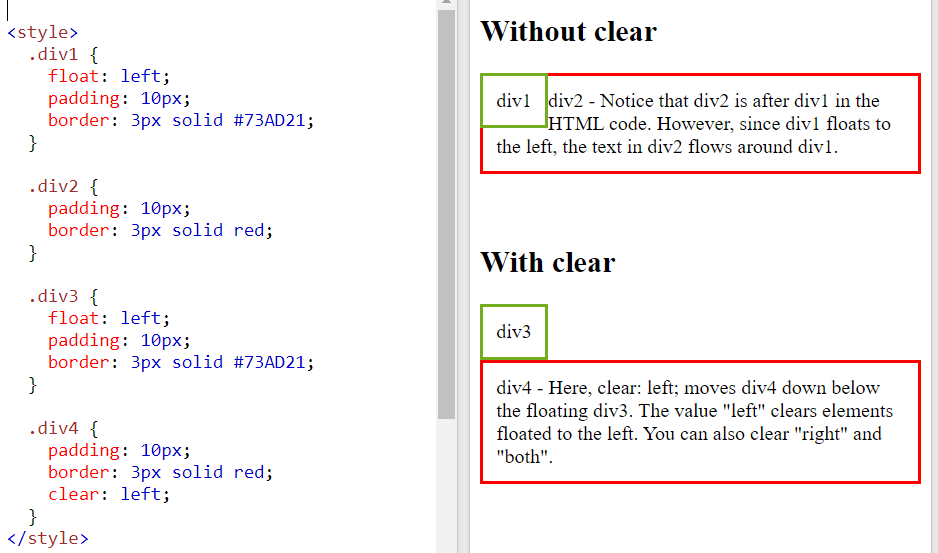 <style>
.div1 {
float: left;
padding: 10px;
border: 3px solid #73AD21;
}
.div2 {
padding: 10px;
border: 3px solid red;
}
.div3 {
float: left;
padding: 10px;
border: 3px solid #73AD21;
}
.div4 {
padding: 10px;
border: 3px solid red;
clear: left;
}
</style>
Without clear
div1
div2 - Notice that div2 is after div1 in the
HTML code. However, since div1 floats to
the left, the text in div2 flows around div1.
With clear
div3
div4 - Here, clear: left; moves div4 down below
the floating div3. The value "left" clears elements
floated to the left. You can also clear "right" and
"both".